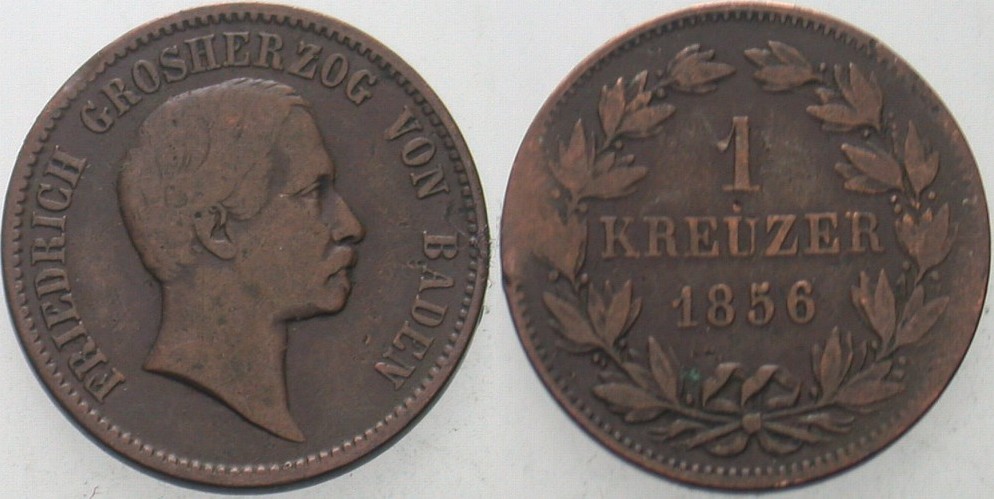 FRIEDRICH GROSHERZOG VON BADEN
1
KREUZER
1856